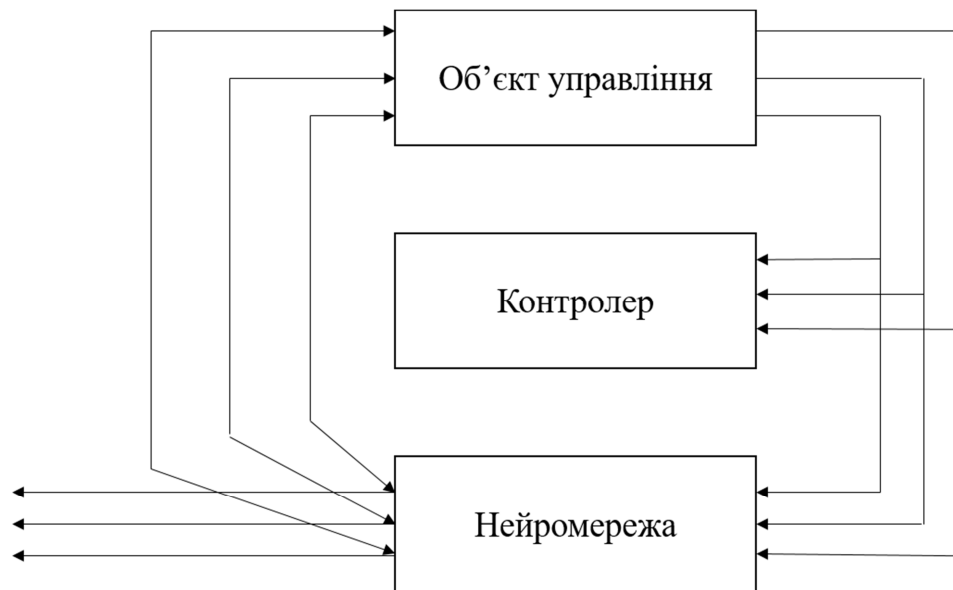 Об’єкт управління
Контролер
Нейромережа